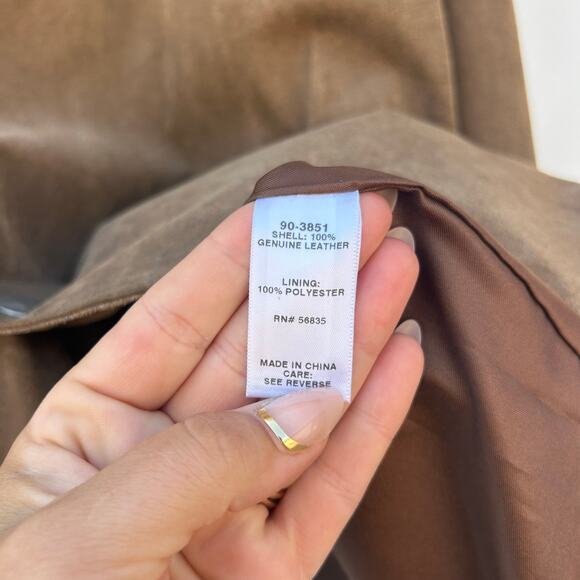 90-3851
SHELL: 100%
GENUINE LEATHER
LINING:
100% POLYESTER
RN# 56835
MADE IN CHINA
CARE:
SEE REVERSE